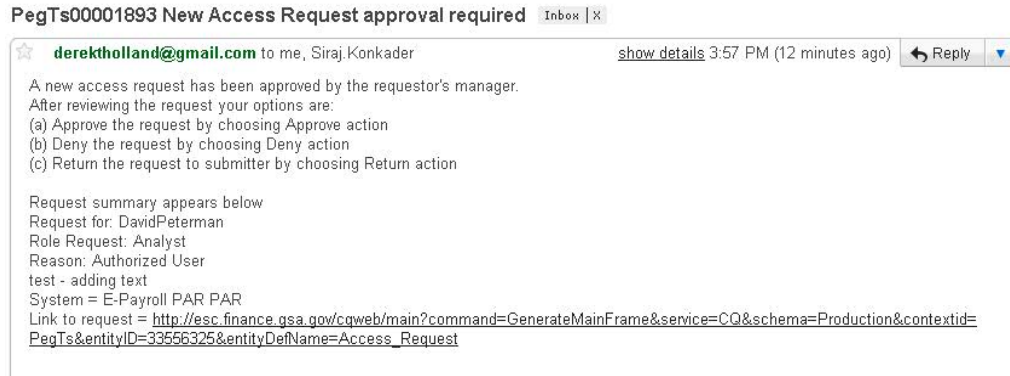 PegTs00001893 New Access Request approval required Inbox | X
derektholland@gmail.com to me, Siraj.Konkader show details 3:57 PM (12 minutes ago) Reply
A new access request has been approved by the requestor's manager.
After reviewing the request your options are:
(a) Approve the request by choosing Approve action
(b) Deny the request by choosing Deny action
(c) Return the request to submitter by choosing Return action
Request summary appears below
Request for: DavidPeterman
Role Request: Analyst
Reason: Authorized User
test - adding text
System = E-Payroll PAR PAR
Link to request = http://esc.finance.gsa.gov/cqweb/main?command=GenerateMainFrame&service=CQ&schema=Production&contextid=
PegTs&entityID=33556325&entityDefName=Access_Request